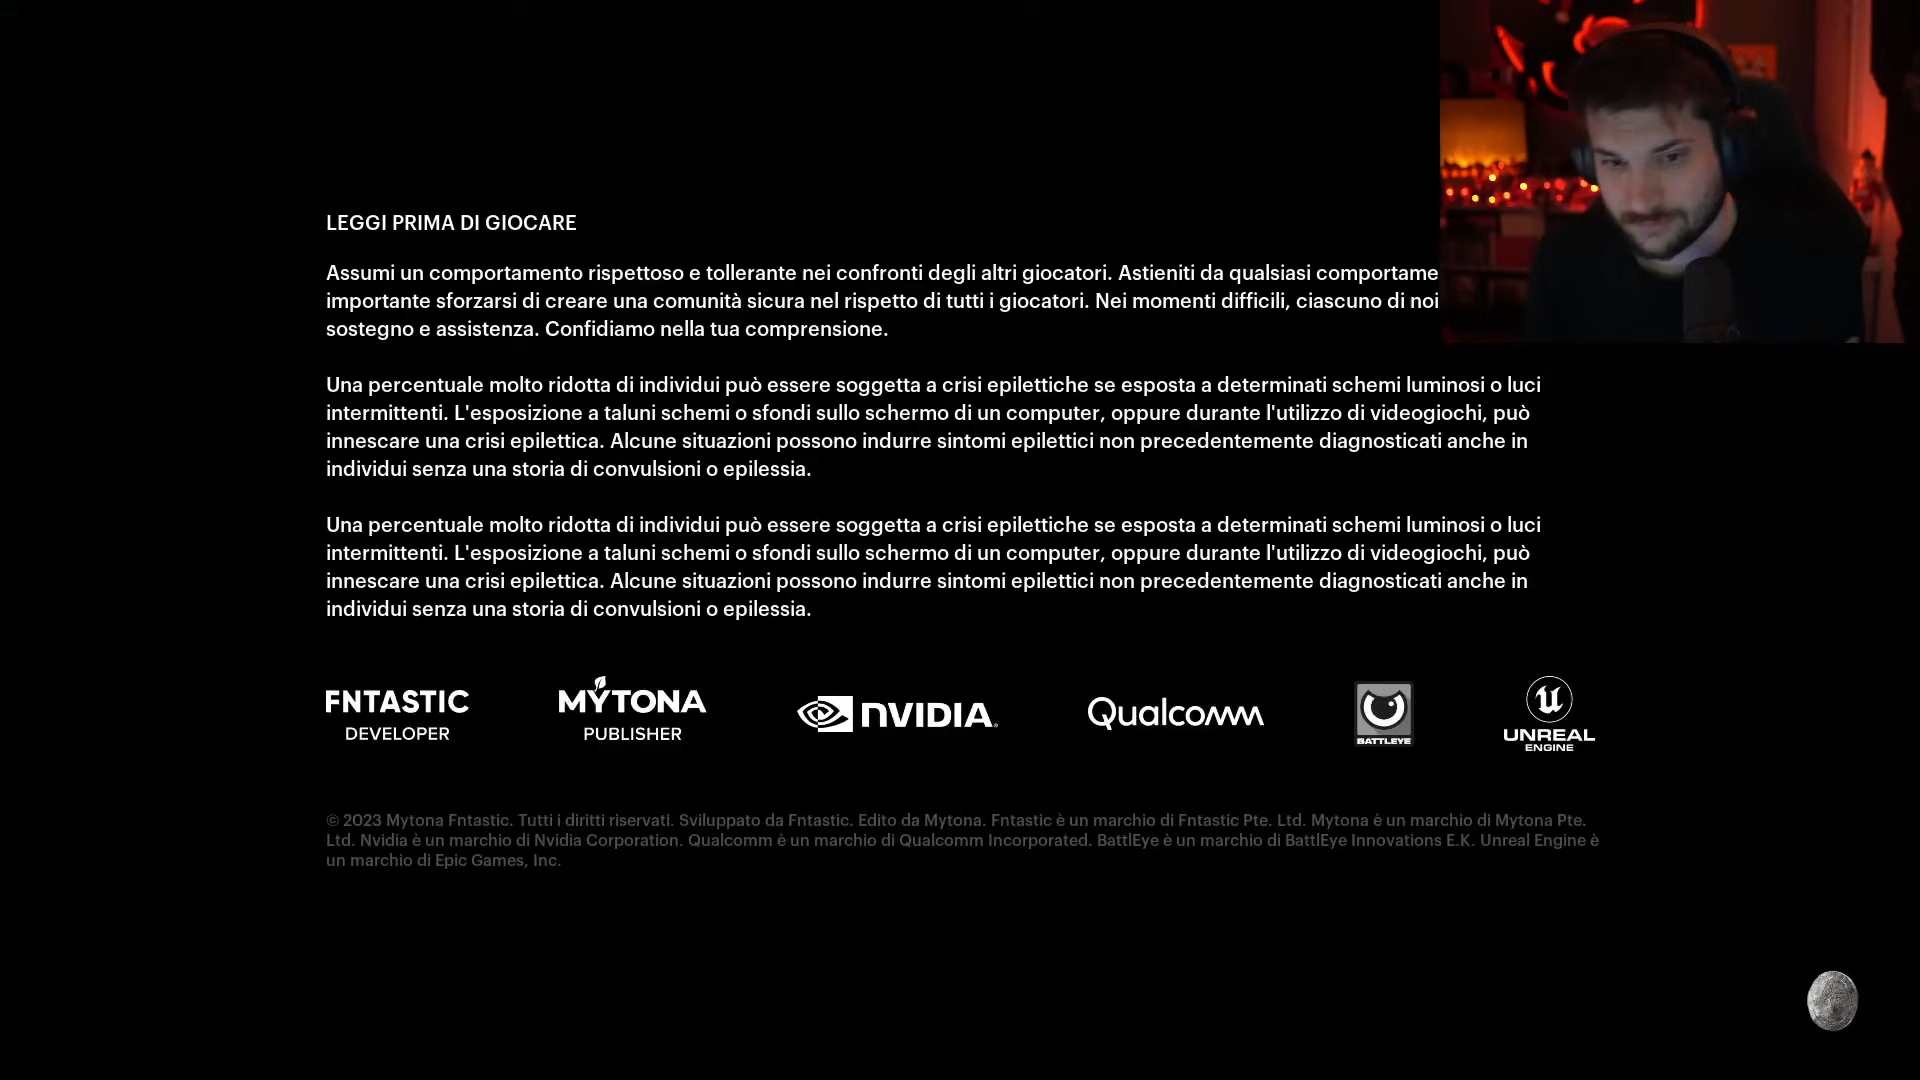 LEGGI PRIMA DI GIOCARE
Assumi un comportamento rispettoso e tollerante nei confronti degli altri giocatori. Astieniti da qualsiasi
importante sforzarsi di creare una comunità sicura nel rispetto di tutti i giocatori. Nei momenti difficili, ciascuno di noi
sostegno e assistenza. Confidiamo nella tua comprensione.
Una percentuale molto ridotta di individui può essere soggetta a crisi epilettiche se esposta a determinati schemi luminosi o luci
intermittenti. L'esposizione a taluni schemi o sfondi sullo schermo di un computer, oppure durante l'utilizzo di videogiochi, può
innescare una crisi epilettica. Alcune situazioni possono indurre sintomi epilettici non precedentemente diagnosticati anche in
individui senza una storia di convulsioni o epilessia.
Una percentuale molto ridotta di individui può essere soggetta a crisi epilettiche se esposta a determinati schemi luminosi o luci
intermittenti. L'esposizione a taluni schemi o sfondi sullo schermo di un computer, oppure durante l'utilizzo di videogiochi, può
innescare una crisi epilettica. Alcune situazioni possono indurre sintomi epilettici non precedentemente diagnosticati anche in
individui senza una storia di convulsioni o epilessia.
FNTASTIC
DEVELOPER
MYTONA
PUBLISHER
NVIDIA.
Qualcomm
BATTLEYE
UNREAL
ENGINE
© 2023 Mytona Fntastic. Tutti i diritti riservati. Sviluppato da Fntastic. Edito da Mytona. Fntastic è un marchio di Fntastic Pte. Ltd. Mytona è un marchio di Mytona Pte.
Ltd. Nvidia è un marchio di Nvidia Corporation. Qualcomm è un marchio di Qualcomm Incorporated. BattlEye è un marchio di BattlEye Innovations E.K. Unreal Engine è
un marchio di Epic Games, Inc.